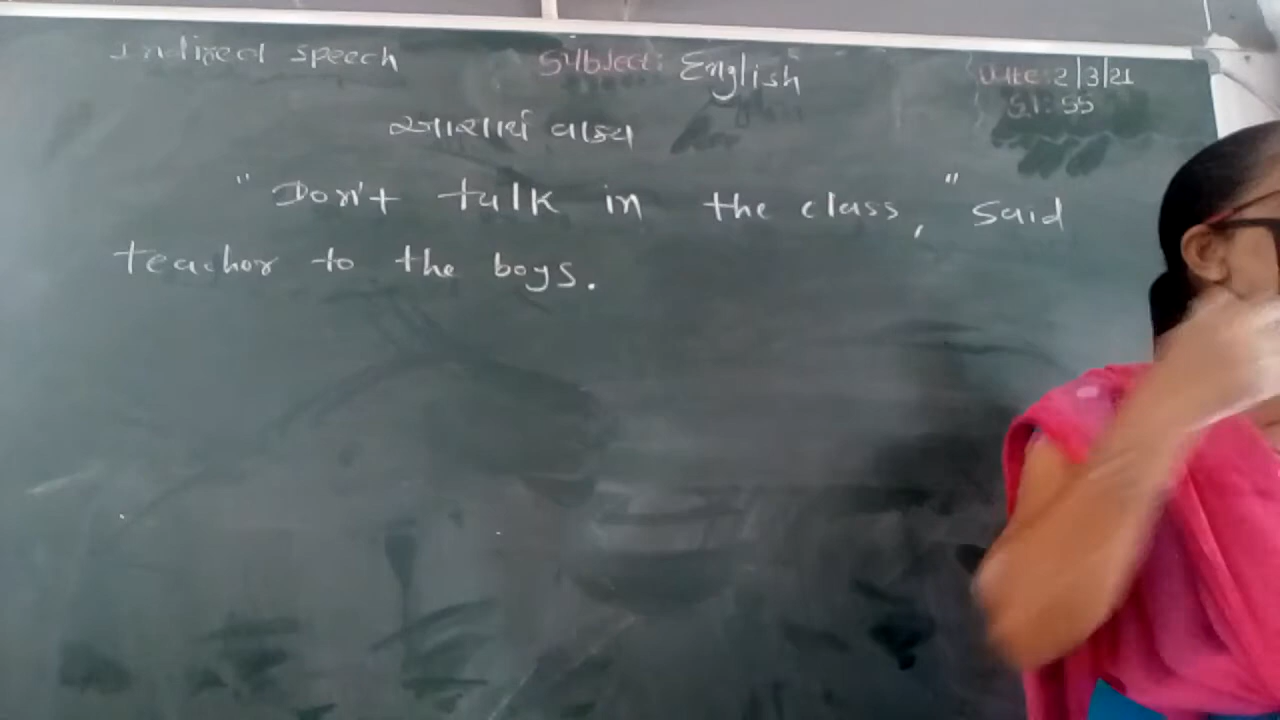 Indirect speech Subject: English Date: 2/3/21
G.I: 55
આજ્ઞાર્થ વાક્ય
"Don't talk in the class," said
teacher to the boys.